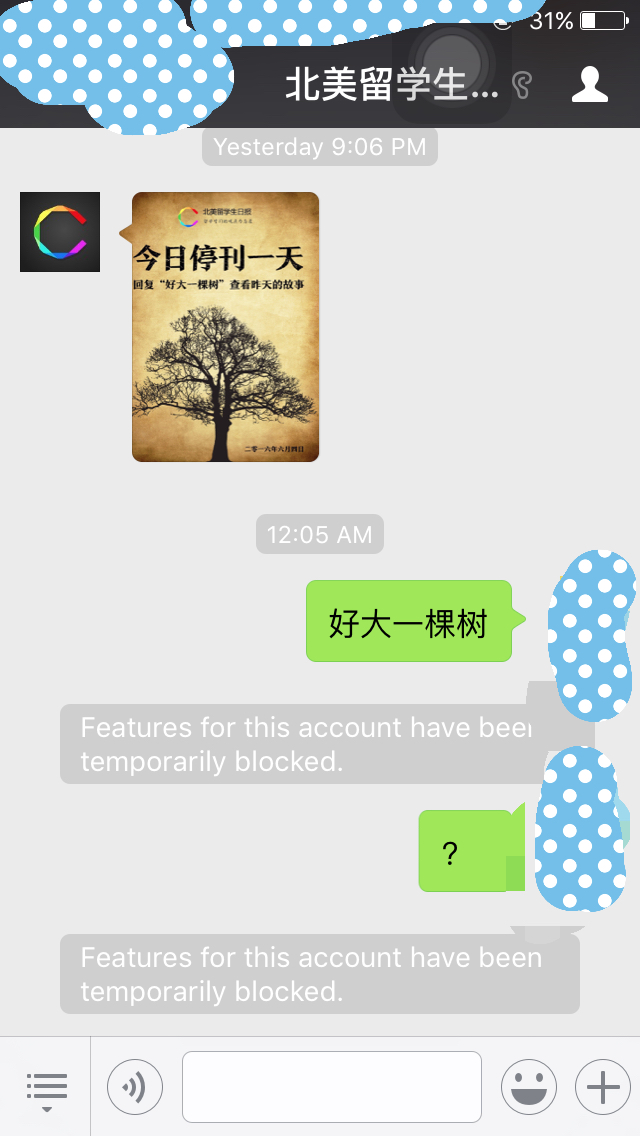 31%
北美留学生...
Yesterday 9:06 PM
北美留学生日报
今日停刊一天
回复“好大一棵树”查看昨天的故事
二零一六年六月四日
12:05 AM
好大一棵树
Features for this account have been
temporarily blocked.
?
Features for this account have been
temporarily blocked.